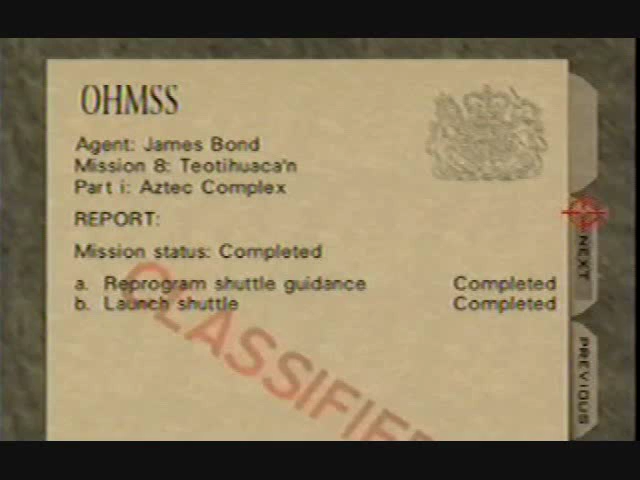 OHMSS
Agent: James Bond
Mission 8: Teotihuaca'n
Part i: Aztec Complex
REPORT:
Mission status: Completed
a. Reprogram shuttle guidance Completed
b. Launch shuttle Completed
CLASSIFIED
NEXT
PREVIOUS